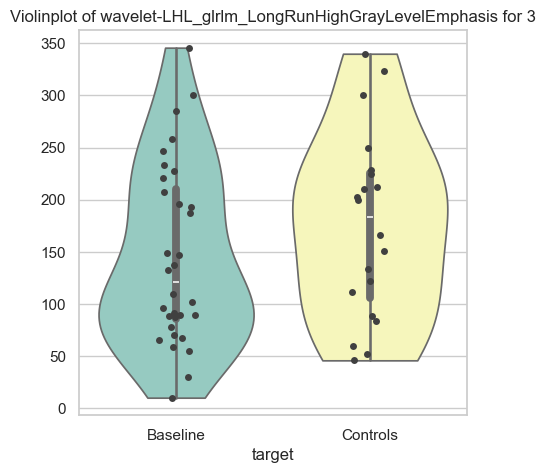 Violinplot of wavelet-LHL_glrlm_LongRunHighGrayLevelEmphasis for 3
350
300
250
200
150
100
50
0
Baseline Controls
target